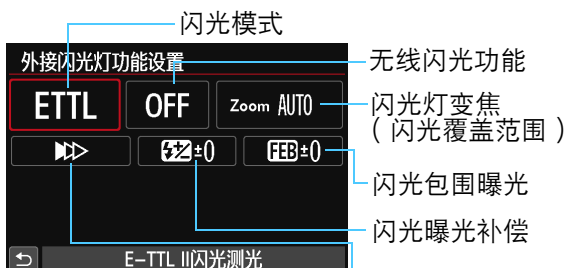 闪光模式
外接闪光灯功能设置
无线闪光功能
ETTL OFF Zoom AUTO
闪光灯变焦
(闪光覆盖范围)
±0 FEB±0
闪光包围曝光
闪光曝光补偿
E-TTL II闪光测光